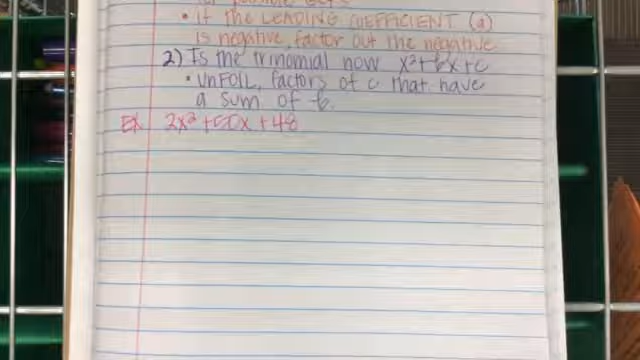 • if the LEADING COEFFICIENT (a)
is negative, factor out the negative
2) Is the trinomial now x²+bx+c
• UnFOIL, factors of c that have
a sum of b.
Ex 2x² + 50x + 48